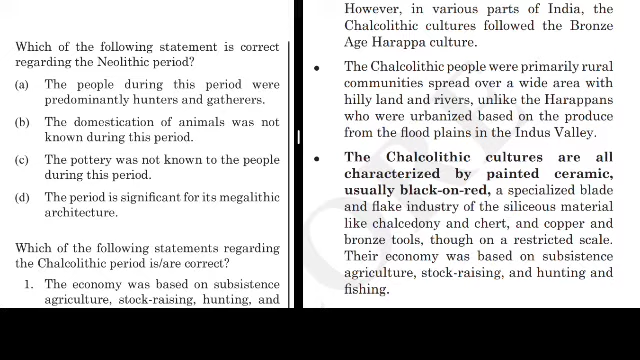 Which of the following statement is correct
regarding the Neolithic period?
(a) The people during this period were
predominantly hunters and gatherers.
(b) The domestication of animals was not
known during this period.
(c) The pottery was not known to the people
during this period.
(d) The period is significant for its megalithic
architecture.
Which of the following statements regarding
the Chalcolithic period is/are correct?
1. The economy was based on subsistence
agriculture, stock-raising, hunting, and
However, in various parts of India, the
Chalcolithic cultures followed the Bronze
Age Harappa culture.
• The Chalcolithic people were primarily rural
communities spread over a wide area with
hilly land and rivers, unlike the Harappans
who were urbanized based on the produce
from the flood plains in the Indus Valley.
• The Chalcolithic cultures are all
characterized by painted ceramic,
usually black-on-red, a specialized blade
and flake industry of the siliceous material
like chalcedony and chert, and copper and
bronze tools, though on a restricted scale.
Their economy was based on subsistence
agriculture, stock-raising, and hunting and
fishing.